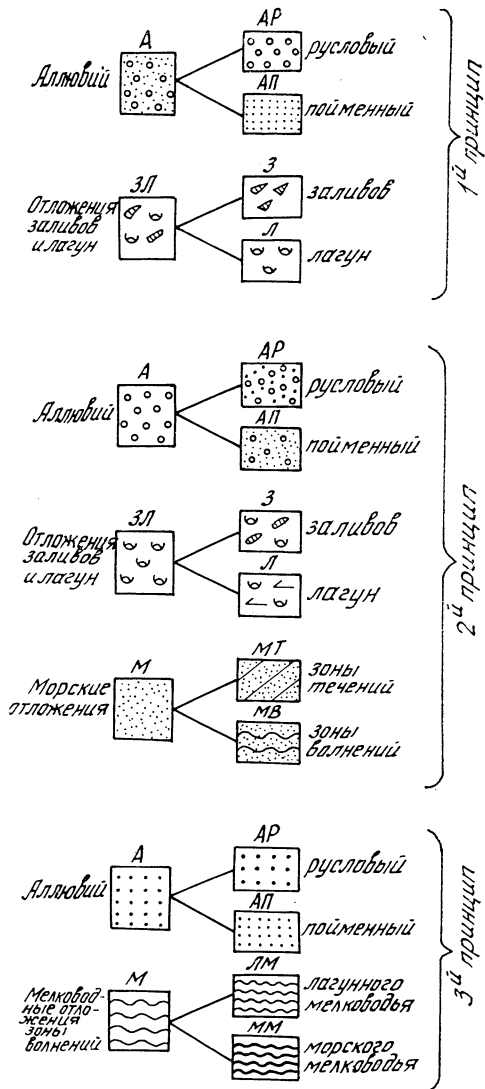 А
Аллювий
АР
русловый
АП
пойменный
ЗЛ
Отложения
заливов
и лагун
З
заливов
Л
лагун
1й принцип
А
Аллювий
АР
русловый
АП
пойменный
ЗЛ
Отложения
заливов
и лагун
З
заливов
Л
лагун
М
Морские
отложения
МТ
зоны
течений
МВ
зоны
волнений
2й принцип
А
Аллювий
АР
русловый
АП
пойменный
М
Мелковод-
ные отло-
жения
зоны
волнений
ЛМ
лагунного
мелководья
ММ
морского
мелководья
3й принцип